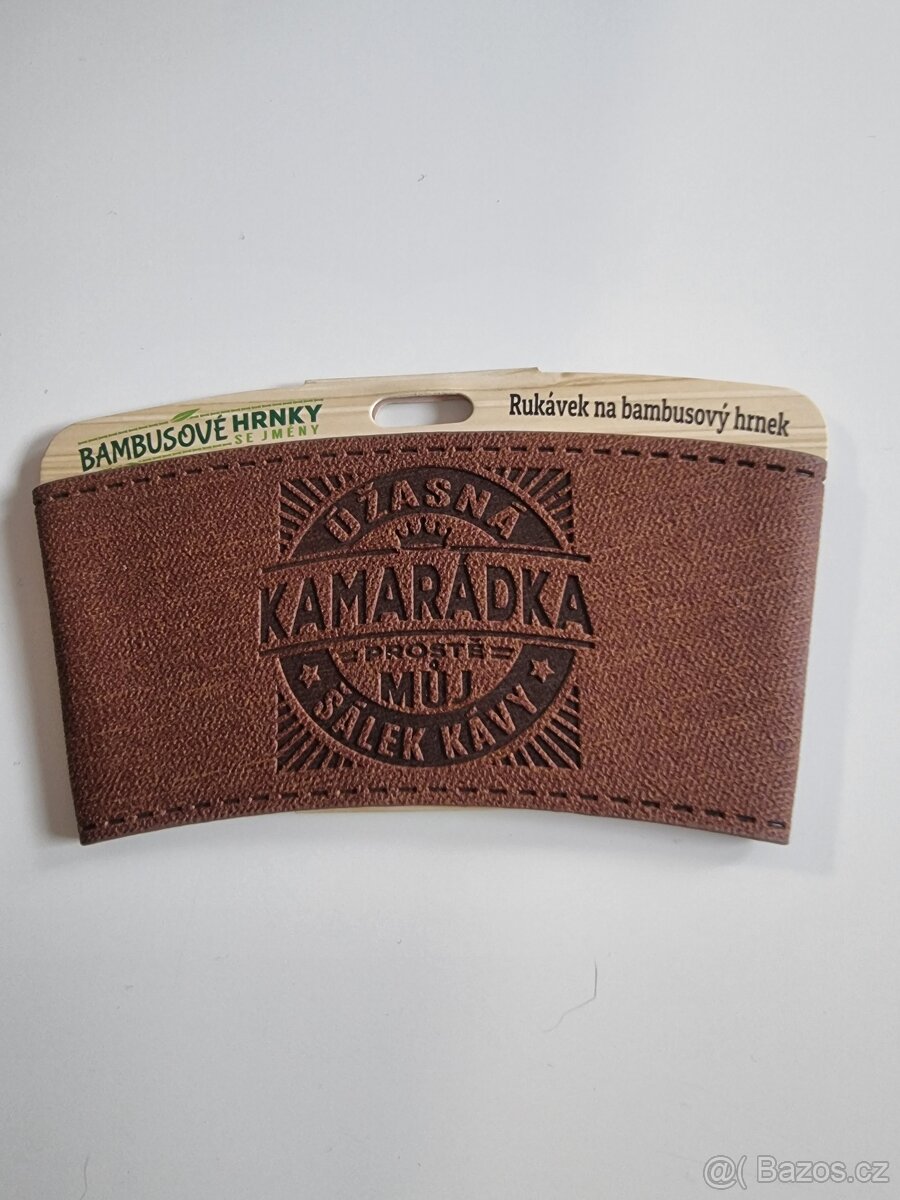 BAMBUSOVÉ HRNKY
SE JMÉNY
Rukávek na bambusový hrnek
ÚŽASNÁ
KAMARÁDKA
PROSTĚ
MŮJ
ŠÁLEK KÁVY
@( Bazos.cz